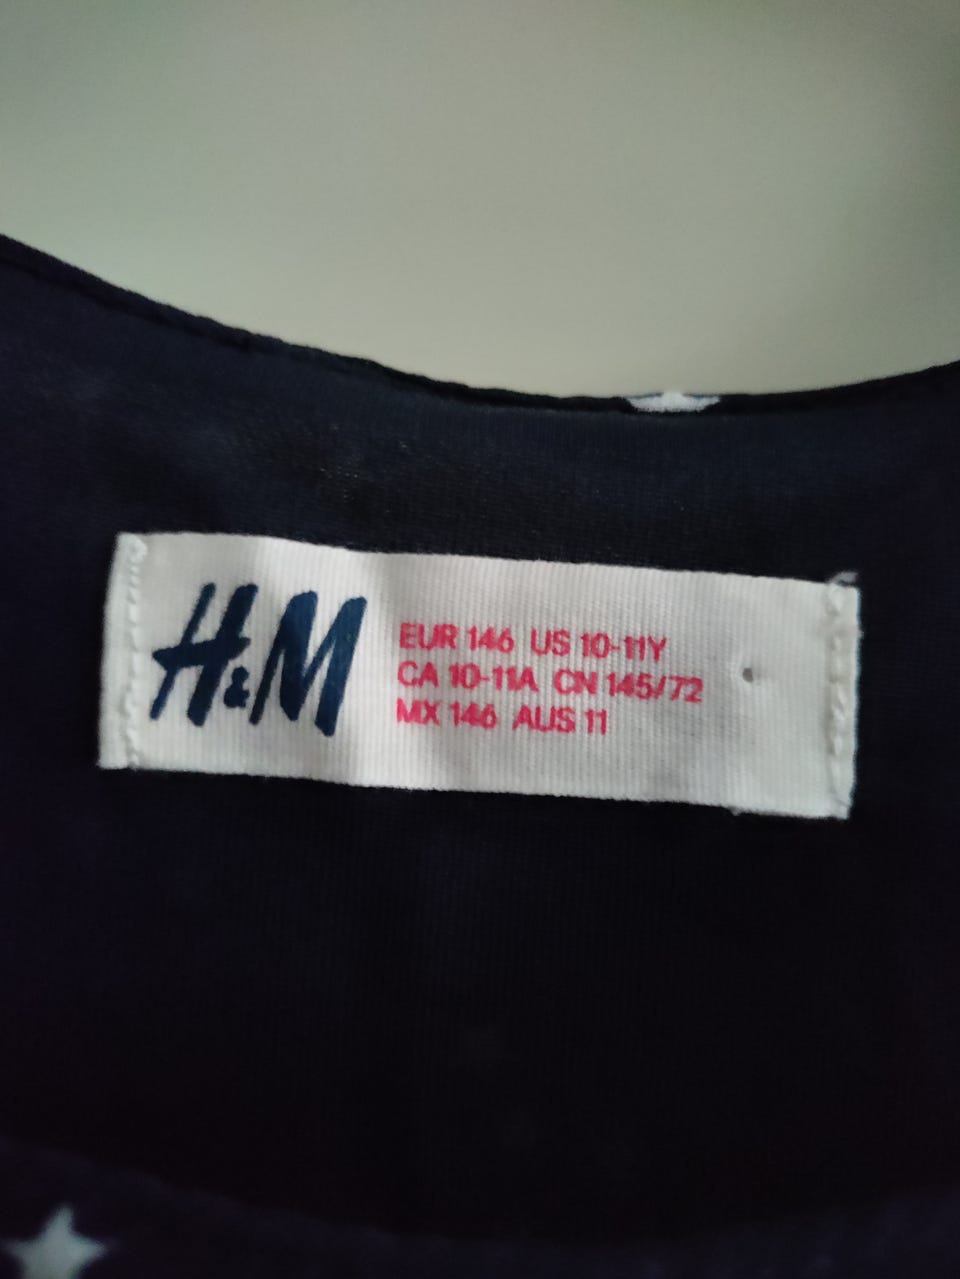 H&M
EUR 146 US 10-11Y
CA 10-11A CN 145/72
MX 146 AUS 11